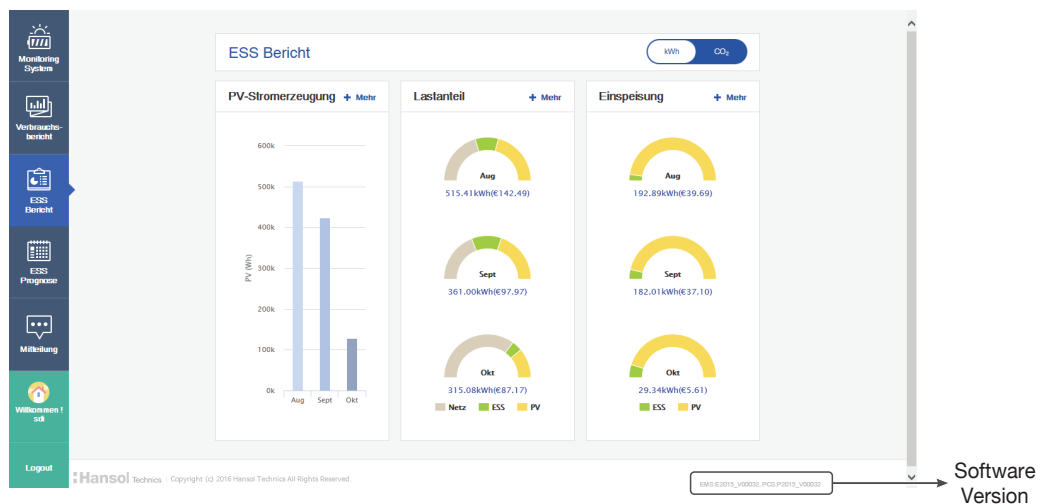 Monitoring
System
Verbrauchs-
bericht
ESS
Bericht
ESS
Prognose
Mitteilung
Willkommen !
sdi
Logout
ESS Bericht
kWh
CO₂
PV-Stromerzeugung + Mehr
PV (Wh)
600k
500k
400k
300k
200k
100k
0k
Aug Sept Okt
Lastanteil + Mehr
Aug
515.41kWh(€142.49)
Sept
361.00kWh(€97.97)
Okt
315.08kWh(€87.17)
Netz ESS PV
Einspeisung + Mehr
Aug
192.89kWh(€39.69)
Sept
182.01kWh(€37.10)
Okt
29.34kWh(€5.61)
ESS PV
Hansol Technics : Copyright (c) 2016 Hansol Technics All Rights Reserved.
EMS:E2015_V00032, PCS:P2015_V00032
Software
Version